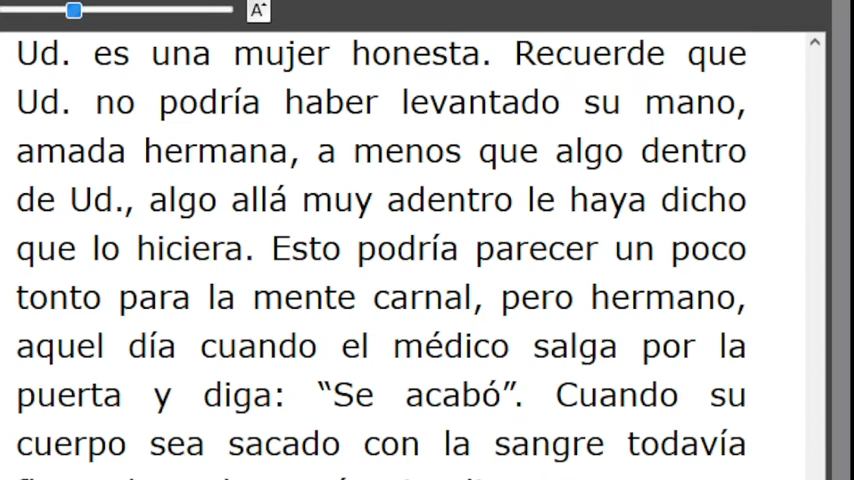 A
Ud. es una mujer honesta. Recuerde que
Ud. no podría haber levantado su mano,
amada hermana, a menos que algo dentro
de Ud., algo allá muy adentro le haya dicho
que lo hiciera. Esto podría parecer un poco
tonto para la mente carnal, pero hermano,
aquel día cuando el médico salga por la
puerta y diga: “Se acabó”. Cuando su
cuerpo sea sacado con la sangre todavía